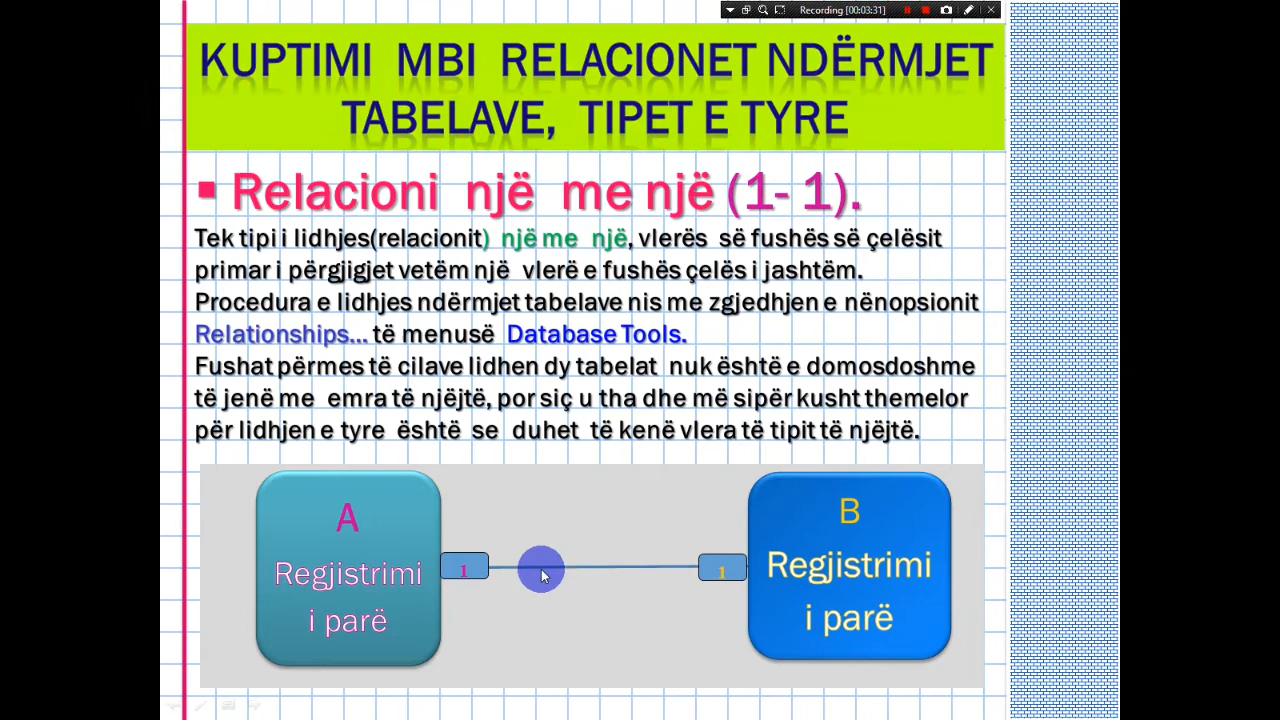 Recording [00:03:31]
KUPTIMI MBI RELACIONET NDËRMJET
TABELAVE, TIPET E TYRE
▪ Relacioni një me një (1- 1).
Tek tipi i lidhjes(relacionit) një me një, vlerës së fushës së çelësit
primar i përgjigjet vetëm një vlerë e fushës çelës i jashtëm.
Procedura e lidhjes ndërmjet tabelave nis me zgjedhjen e nënopsionit
Relationships... të menusë Database Tools.
Fushat përmes të cilave lidhen dy tabelat nuk është e domosdoshme
të jenë me emra të njëjtë, por siç u tha dhe më sipër kusht themelor
për lidhjen e tyre është se duhet të kenë vlera të tipit të njëjtë.
A
Regjistrimi
i parë
1
1
B
Regjistrimi
i parë